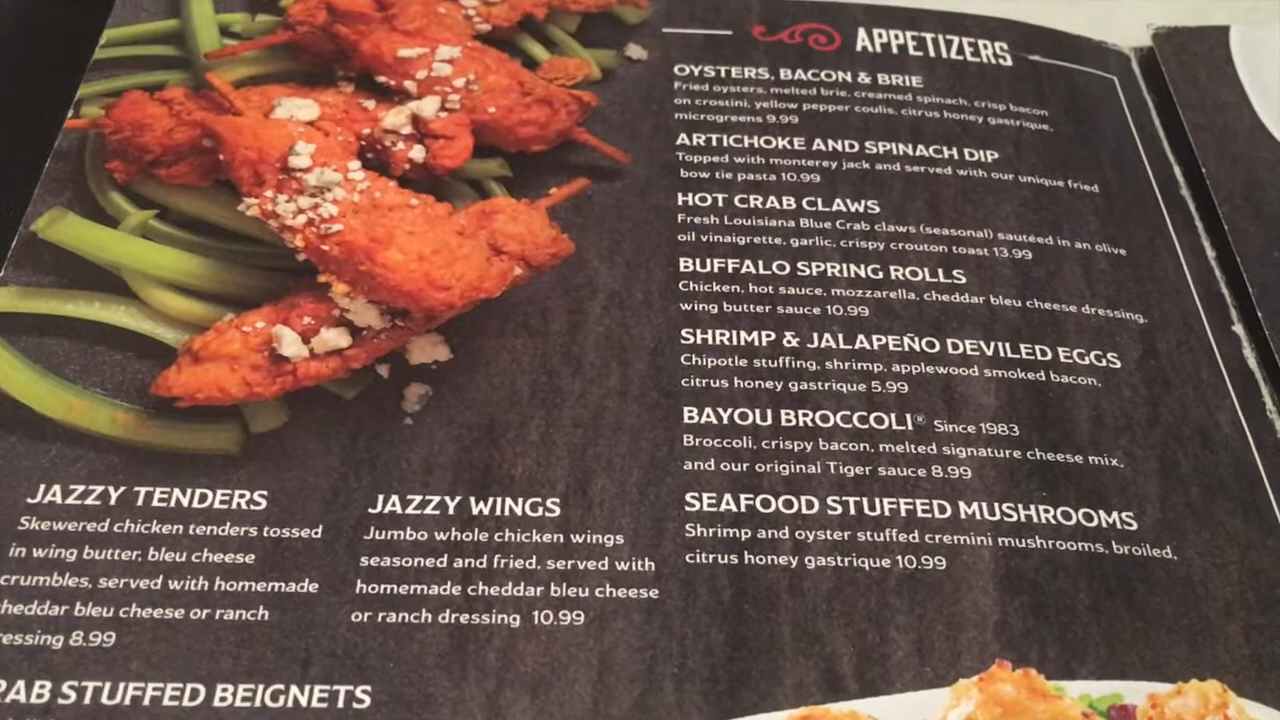 APPETIZERS
OYSTERS, BACON & BRIE
Fried oysters, melted brie, creamed spinach, crisp bacon
on crostini, yellow pepper coulis, citrus honey gastrique,
microgreens 9.99
ARTICHOKE AND SPINACH DIP
Topped with monterey jack and served with our unique fried
bow tie pasta 10.99
HOT CRAB CLAWS
Fresh Louisiana Blue Crab claws (seasonal) sautéed in an olive
oil vinaigrette, garlic, crispy crouton toast 13.99
BUFFALO SPRING ROLLS
Chicken, hot sauce, mozzarella, cheddar bleu cheese dressing,
wing butter sauce 10.99
SHRIMP & JALAPEÑO DEVILED EGGS
Chipotle stuffing, shrimp, applewood smoked bacon,
citrus honey gastrique 5.99
BAYOU BROCCOLI® Since 1983
Broccoli, crispy bacon, melted signature cheese mix,
and our original Tiger sauce 8.99
SEAFOOD STUFFED MUSHROOMS
Shrimp and oyster stuffed cremini mushrooms, broiled,
citrus honey gastrique 10.99
JAZZY TENDERS
Skewered chicken tenders tossed
in wing butter, bleu cheese
crumbles, served with homemade
heddar bleu cheese or ranch
essing 8.99
JAZZY WINGS
Jumbo whole chicken wings
seasoned and fried, served with
homemade cheddar bleu cheese
or ranch dressing 10.99
RAB STUFFED BEIGNETS